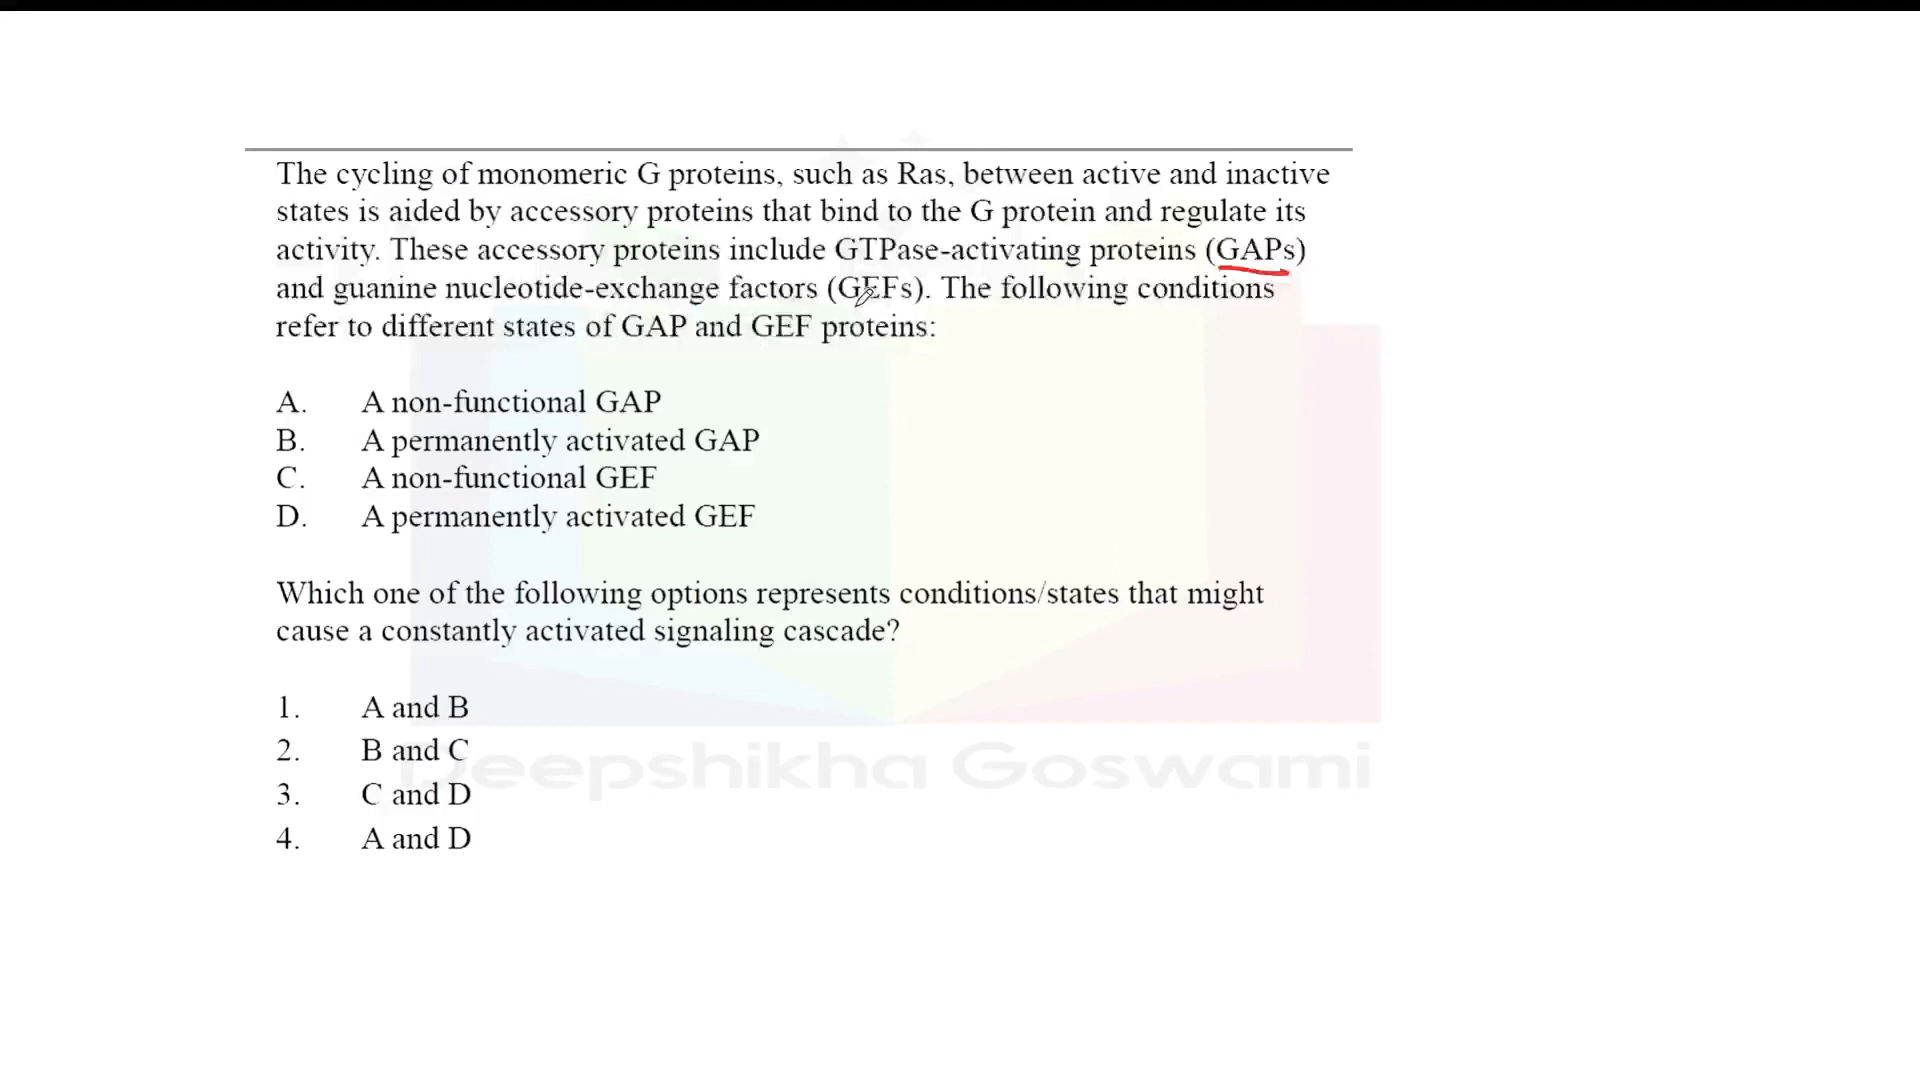 The cycling of monomeric G proteins, such as Ras, between active and inactive
states is aided by accessory proteins that bind to the G protein and regulate its
activity. These accessory proteins include GTPase-activating proteins (GAPs)
and guanine nucleotide-exchange factors (GEFs). The following conditions
refer to different states of GAP and GEF proteins:
A. A non-functional GAP
B. A permanently activated GAP
C. A non-functional GEF
D. A permanently activated GEF
Which one of the following options represents conditions/states that might
cause a constantly activated signaling cascade?
1. A and B
2. B and C
3. C and D
4. A and D
Deepshikha Goswami